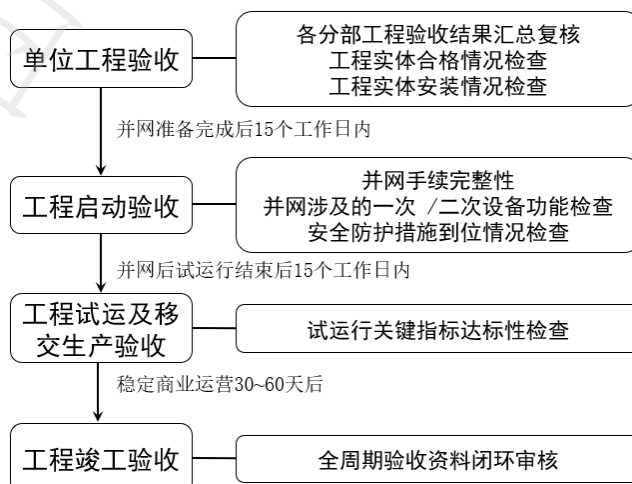 单位工程验收
各分部工程验收结果汇总复核
工程实体合格情况检查
工程实体安装情况检查
并网准备完成后15个工作日内
工程启动验收
并网手续完整性
并网涉及的一次 /二次设备功能检查
安全防护措施到位情况检查
并网后试运行结束后15个工作日内
工程试运及移
交生产验收
试运行关键指标达标性检查
稳定商业运营30~60天后
工程竣工验收
全周期验收资料闭环审核